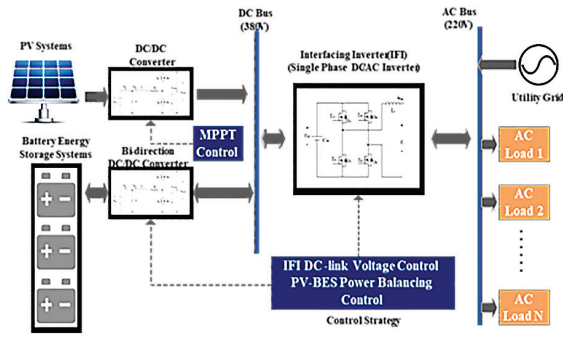 DC Bus
(380V)
AC Bus
(220V)
PV Systems
DC/DC
Converter
Interfacing Inverter(IFI)
(Single Phase DCAC Inverter)
Utility Grid
MPPT
Control
Battery Energy
Storage Systems
Bi-direction
DC/DC Converter
AC
Load 1
AC
Load 2
IFI DC-link Voltage Control
PV-BES Power Balancing
Control
Control Strategy
AC
Load N